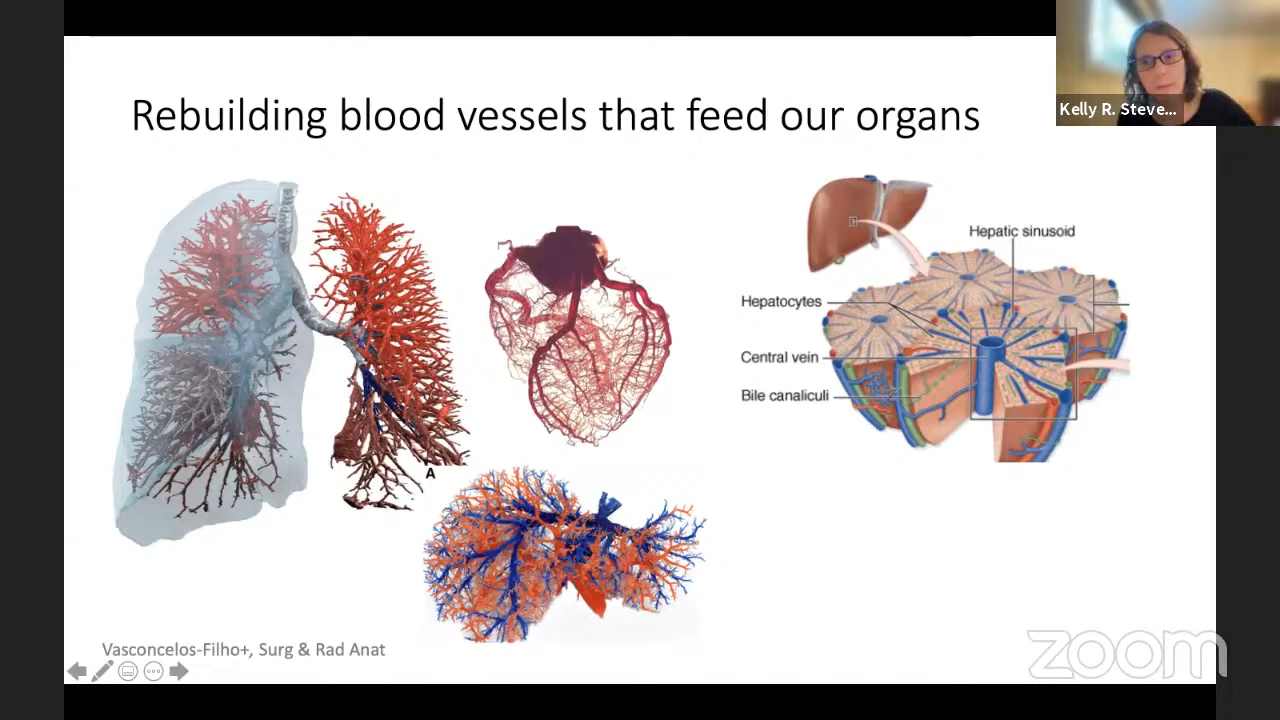 Rebuilding blood vessels that feed our organs
Kelly R. Steve...
Hepatic sinusoid
Hepatocytes
Central vein
Bile canaliculi
A
Vasconcelos-Filho+, Surg & Rad Anat
zoom